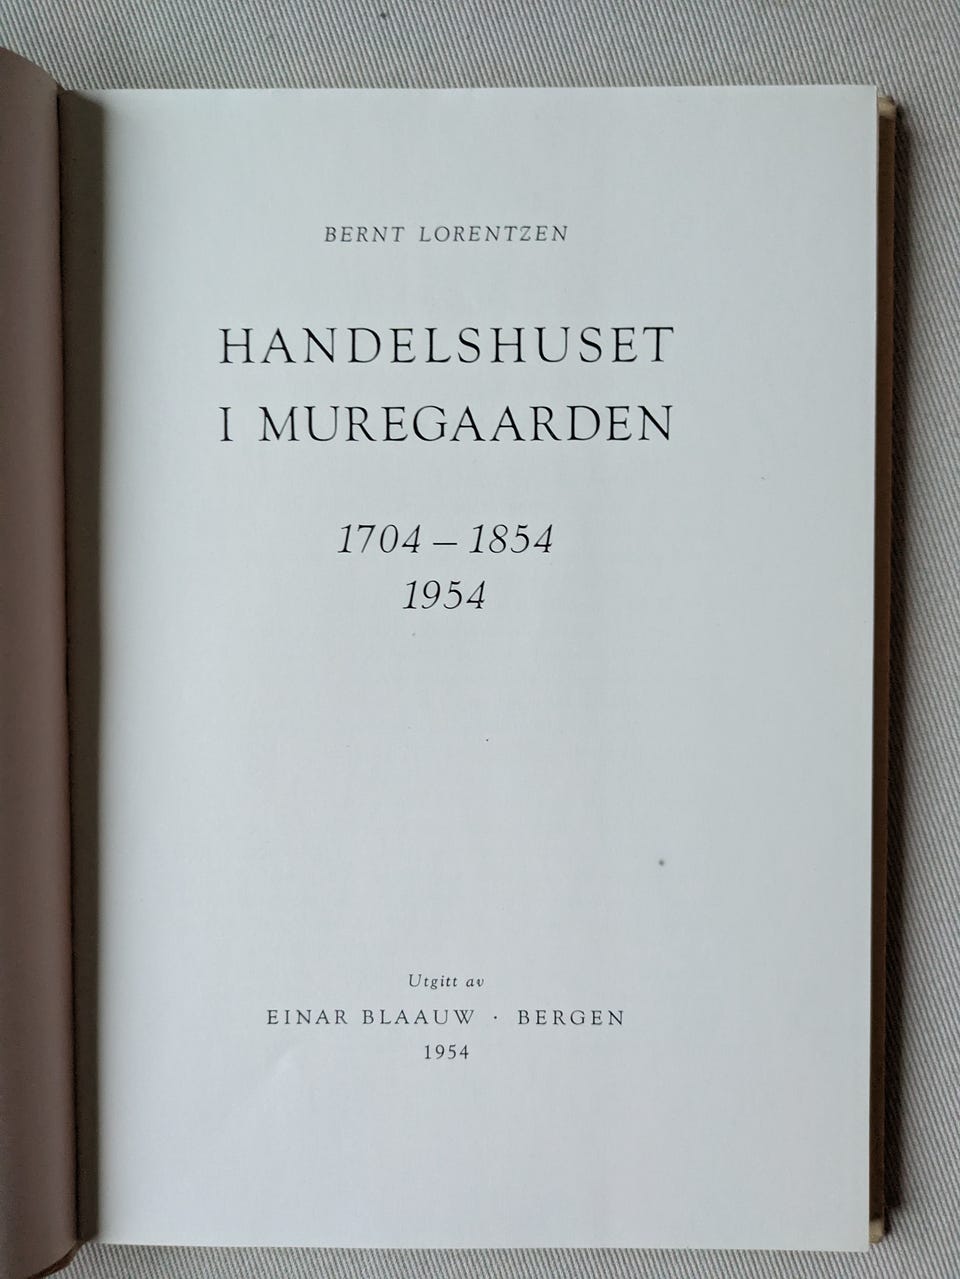 BERNT LORENTZEN
HANDELSHUSET
I MUREGAARDEN
1704 – 1854
1954
Utgitt av
EINAR BLAAUW · BERGEN
1954